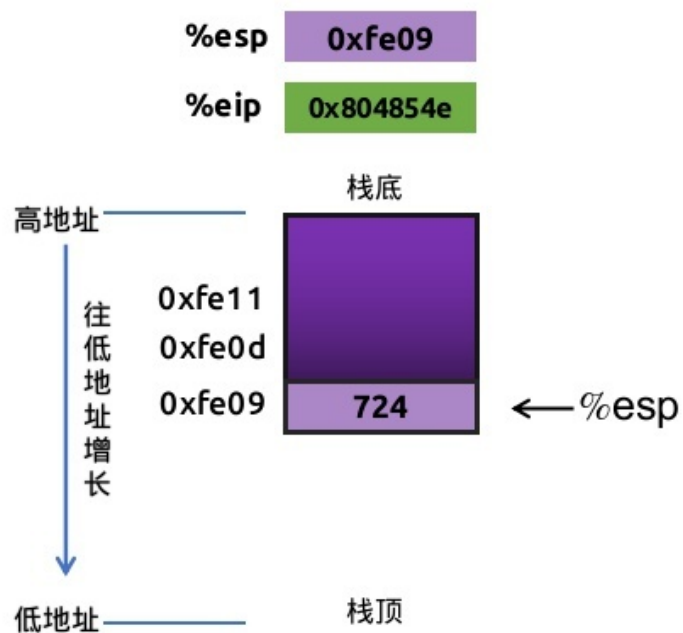 %esp 0xfe09
%eip 0x804854e
栈底
高地址
0xfe11
往低地址增长
0xfe0d
0xfe09 724 %esp
低地址 栈顶